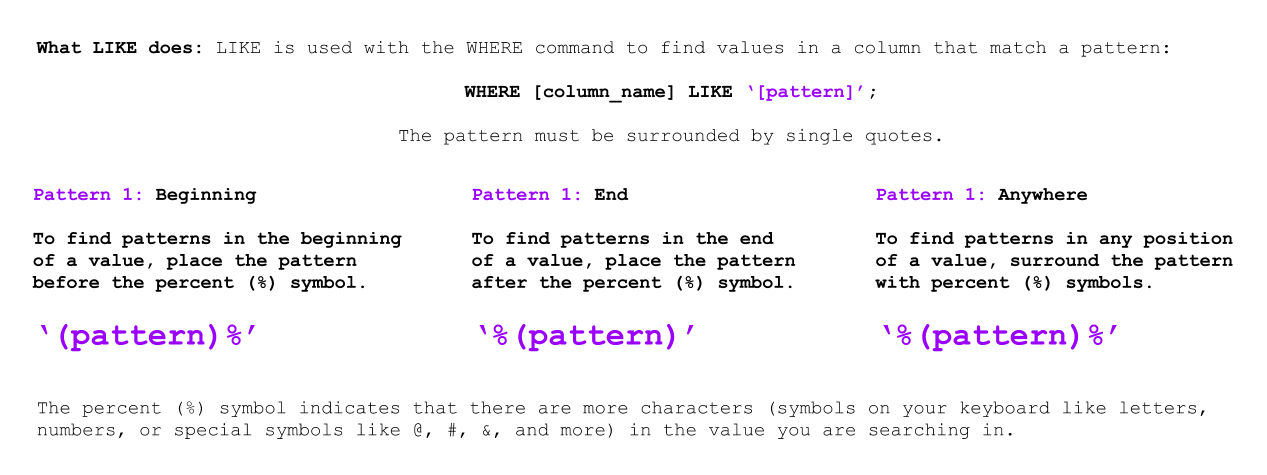 What LIKE does: LIKE is used with the WHERE command to find values in a column that match a pattern:
WHERE [column_name] LIKE ‘[pattern]’;
The pattern must be surrounded by single quotes.
Pattern 1: Beginning
To find patterns in the beginning
of a value, place the pattern
before the percent (%) symbol.
‘(pattern)%’
Pattern 1: End
To find patterns in the end
of a value, place the pattern
after the percent (%) symbol.
‘%(pattern)’
Pattern 1: Anywhere
To find patterns in any position
of a value, surround the pattern
with percent (%) symbols.
‘%(pattern)%’
The percent (%) symbol indicates that there are more characters (symbols on your keyboard like letters,
numbers, or special symbols like @, #, &, and more) in the value you are searching in.